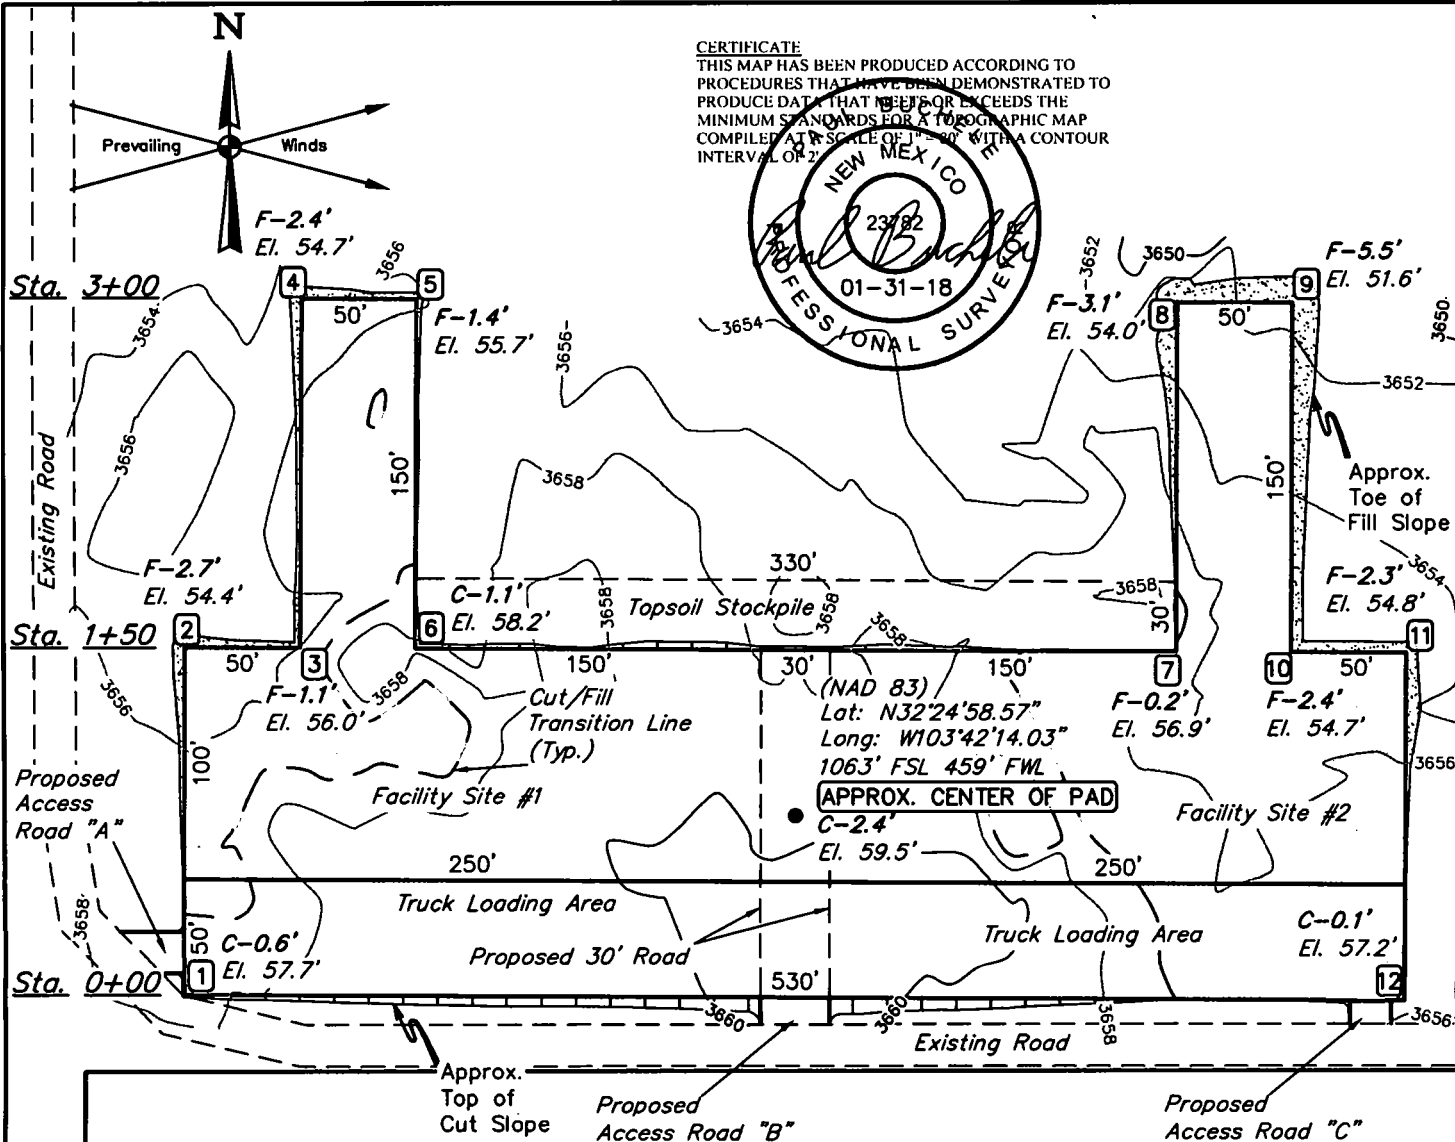 N
Prevailing Winds
CERTIFICATE
THIS MAP HAS BEEN PRODUCED ACCORDING TO
PROCEDURES THAT HAVE BEEN DEMONSTRATED TO
PRODUCE DATA THAT MEETS OR EXCEEDS THE
MINIMUM STANDARDS FOR A TOPOGRAPHIC MAP
COMPILED AT A SCALE OF 1" = 60' WITH A CONTOUR
INTERVAL OF 2'
PAUL BUCHELE
NEW MEXICO
23782
01-31-18
PROFESSIONAL SURVEYOR
F-2.4'
El. 54.7'
3656
3652
3650
F-5.5'
El. 51.6'
Sta. 3+00
4
5
9
50'
F-1.4'
El. 55.7'
F-3.1'
El. 54.0'
8
50'
3654
3656
3654
3650
3652
3656
Existing Road
150'
3658
150'
Approx.
Toe of
Fill Slope
F-2.7'
El. 54.4'
330'
F-2.3'
El. 54.8'
3654
C-1.1'
El. 58.2'
3658
Topsoil Stockpile
3658
3658
30'
Sta. 1+50
2
6
3658
11
50'
3
150'
30'
150'
7
10
50'
3656
F-1.1'
El. 56.0'
3658
Cut/Fill
Transition Line
(Typ.)
(NAD 83)
Lat: N32°24'58.57"
Long: W103°42'14.03"
1063' FSL 459' FWL
APPROX. CENTER OF PAD
C-2.4'
El. 59.5'
F-0.2'
El. 56.9'
F-2.4'
El. 54.7'
3656
100'
Proposed
Access
Road "A"
Facility Site #1
Facility Site #2
250'
250'
3658
50'
Truck Loading Area
Truck Loading Area
C-0.6'
El. 57.7'
Proposed 30' Road
C-0.1'
El. 57.2'
Sta. 0+00
1
530'
12
3660
3660
3658
3656
Existing Road
Approx.
Top of
Cut Slope
Proposed
Access Road "B"
Proposed
Access Road "C"